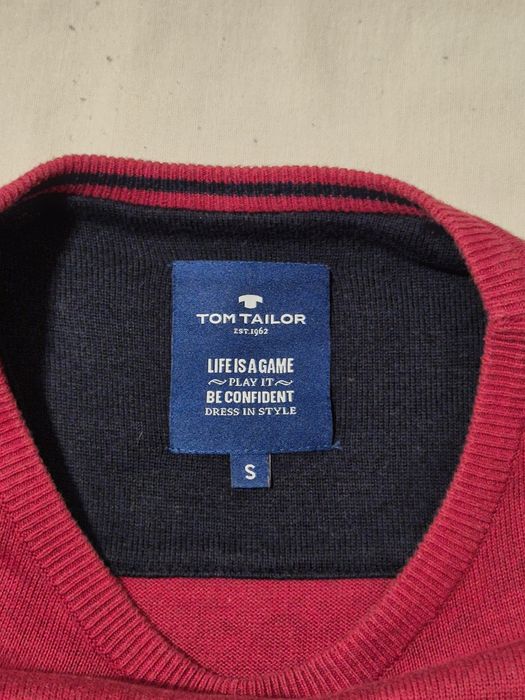 TOM TAILOR
EST.1962
LIFE IS A GAME
~ PLAY IT ~
BE CONFIDENT
DRESS IN STYLE
S